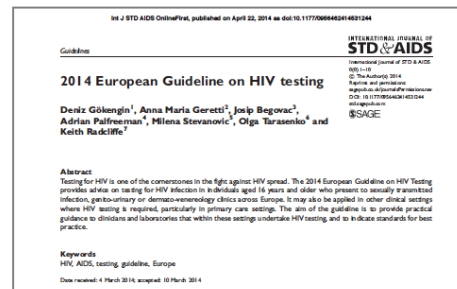 Int J STD AIDS OnlineFirst, published on April 22, 2014 as doi:10.1177/0956462414531244
Guidelines
INTERNATIONAL JOURNAL OF
STD & AIDS
International Journal of STD & AIDS
0(0) 1–10
© The Author(s) 2014
Reprints and permissions:
sagepub.co.uk/journalsPermissions.nav
DOI: 10.1177/0956462414531244
std.sagepub.com
SAGE
2014 European Guideline on HIV testing
Deniz Gökengin1, Anna Maria Geretti2, Josip Begovac3,
Adrian Palfreeman4, Milena Stevanovic5, Olga Tarasenko6 and
Keith Radcliffe7
Abstract
Testing for HIV is one of the cornerstones in the fight against HIV spread. The 2014 European Guideline on HIV Testing
provides advice on testing for HIV infection in individuals aged 16 years and older who present to sexually transmitted
infection, genito-urinary or dermato-venereology clinics across Europe. It may also be applied in other clinical settings
where HIV testing is required, particularly in primary care settings. The aim of the guideline is to provide practical
guidance to clinicians and laboratories that within these settings undertake HIV testing, and to indicate standards for best
practice.
Keywords
HIV, AIDS, testing, guideline, Europe
Date received: 4 March 2014; accepted: 10 March 2014